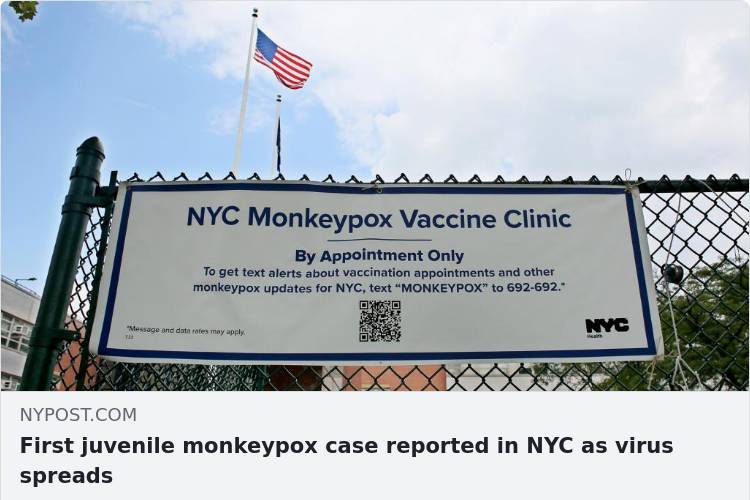 NYC Monkeypox Vaccine Clinic
By Appointment Only
To get text alerts about vaccination appointments and other
monkeypox updates for NYC, text “MONKEYPOX” to 692-692.*
*Message and data rates may apply.
NYC
Health
NYPOST.COM
First juvenile monkeypox case reported in NYC as virus
spreads